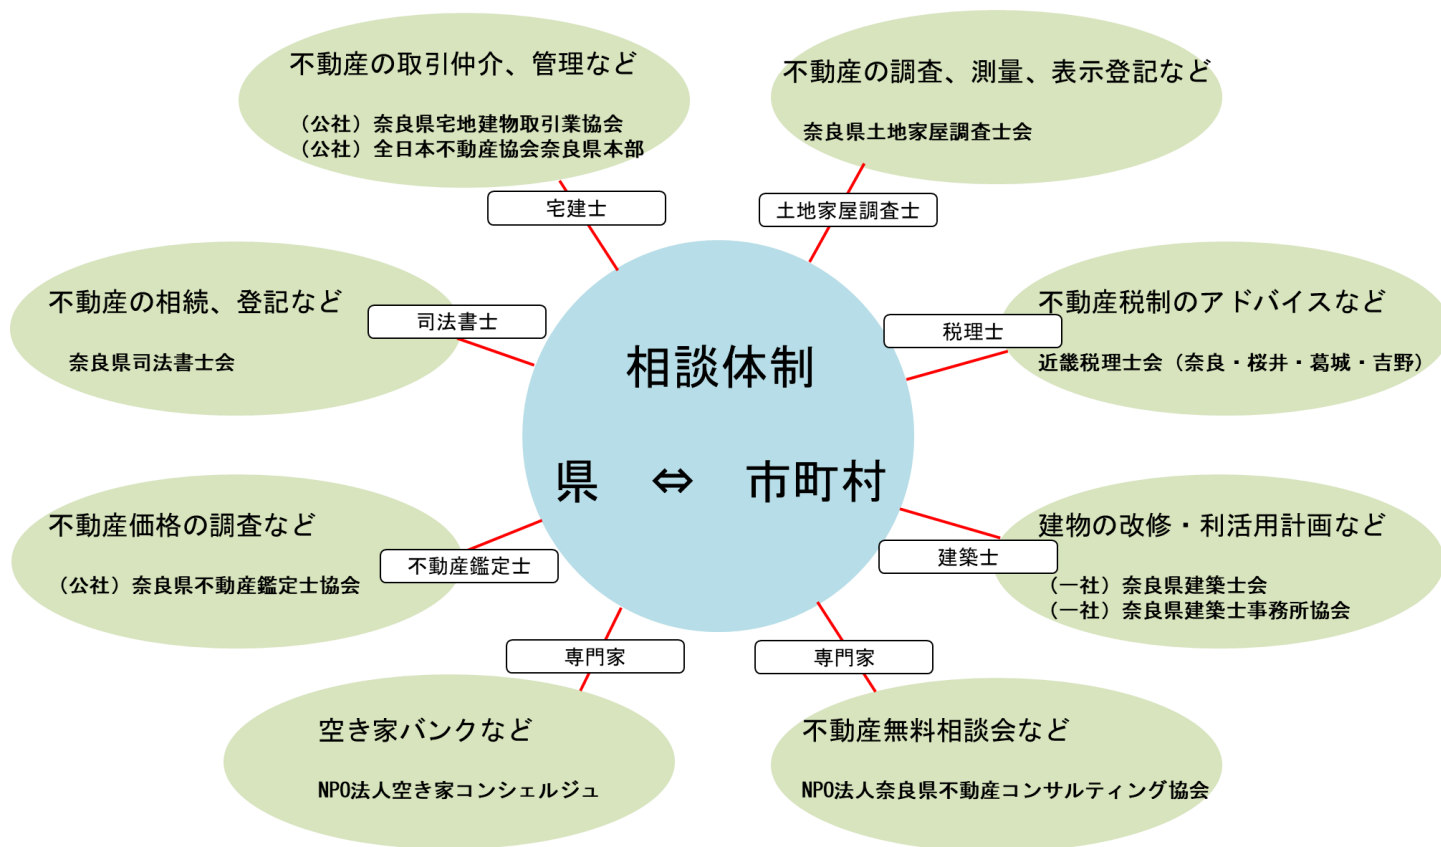 不動産の取引仲介、管理など
（公社）奈良県宅地建物取引業協会
（公社）全日本不動産協会奈良県本部
宅建士
不動産の調査、測量、表示登記など
奈良県土地家屋調査士会
土地家屋調査士
不動産の相続、登記など
奈良県司法書士会
司法書士
不動産税制のアドバイスなど
近畿税理士会（奈良・桜井・葛城・吉野）
税理士
相談体制
県　⇔　市町村
不動産価格の調査など
（公社）奈良県不動産鑑定士協会
不動産鑑定士
建物の改修・利活用計画など
（一社）奈良県建築士会
（一社）奈良県建築士事務所協会
建築士
専門家
空き家バンクなど
NPO法人空き家コンシェルジュ
専門家
不動産無料相談会など
NPO法人奈良県不動産コンサルティング協会